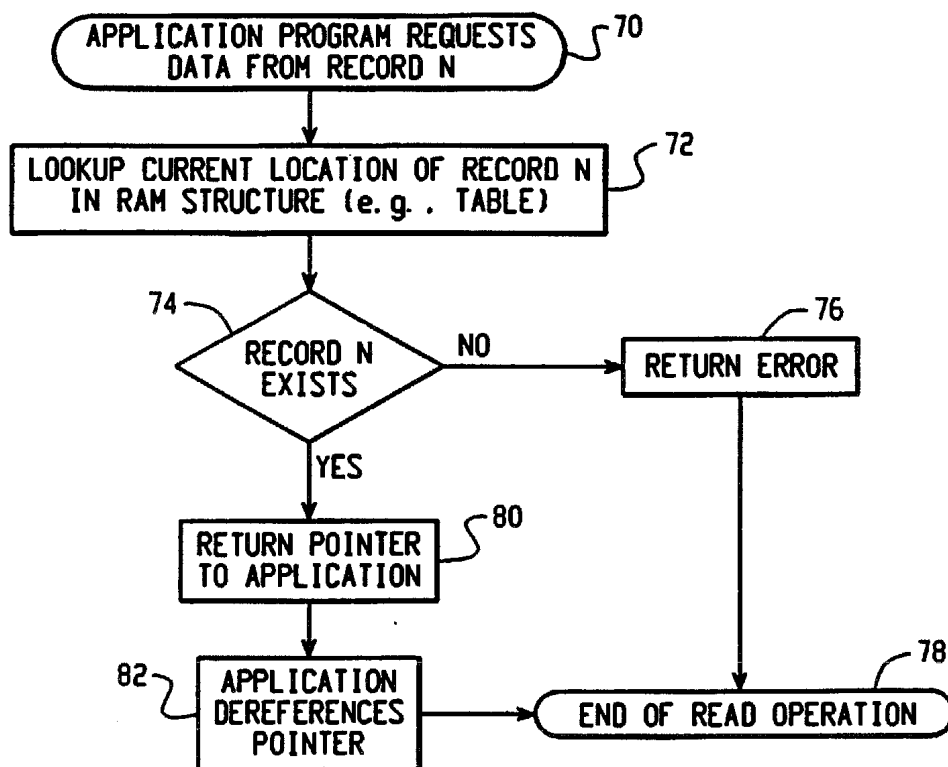 APPLICATION PROGRAM REQUESTS
DATA FROM RECORD N
70
LOOKUP CURRENT LOCATION OF RECORD N
IN RAM STRUCTURE (e.g., TABLE)
72
74
RECORD N
EXISTS
NO
76
RETURN ERROR
YES
80
RETURN POINTER
TO APPLICATION
82
APPLICATION
DEREFERENCES
POINTER
78
END OF READ OPERATION